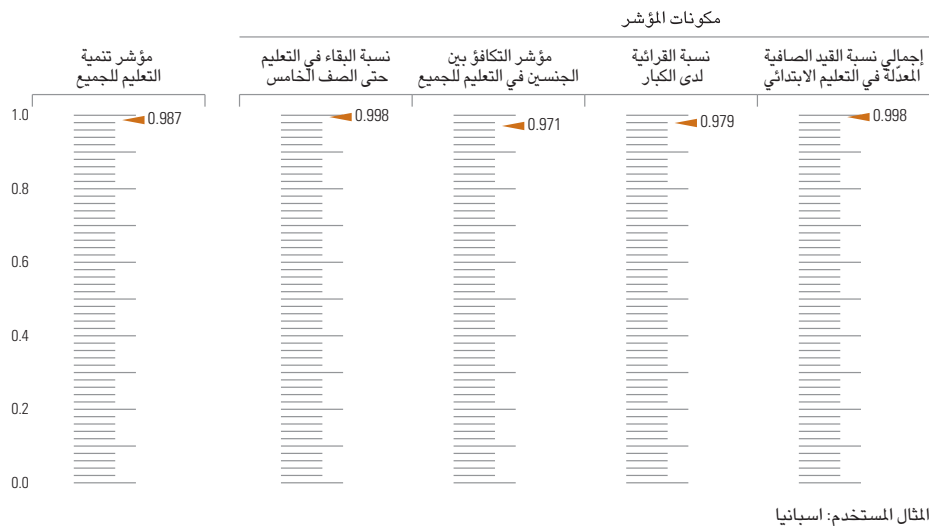 مكونات المؤشر
إجمالي نسبة القيد الصافية
المعدّلة في التعليم الابتدائي
نسبة القرائية
لدى الكبار
مؤشر التكافؤ بين
الجنسين في التعليم للجميع
نسبة البقاء في التعليم
حتى الصف الخامس
مؤشر تنمية
التعليم للجميع
1.0
0.8
0.6
0.4
0.2
0.0
0.987
0.998
0.971
0.979
0.998
المثال المستخدم: اسبانيا